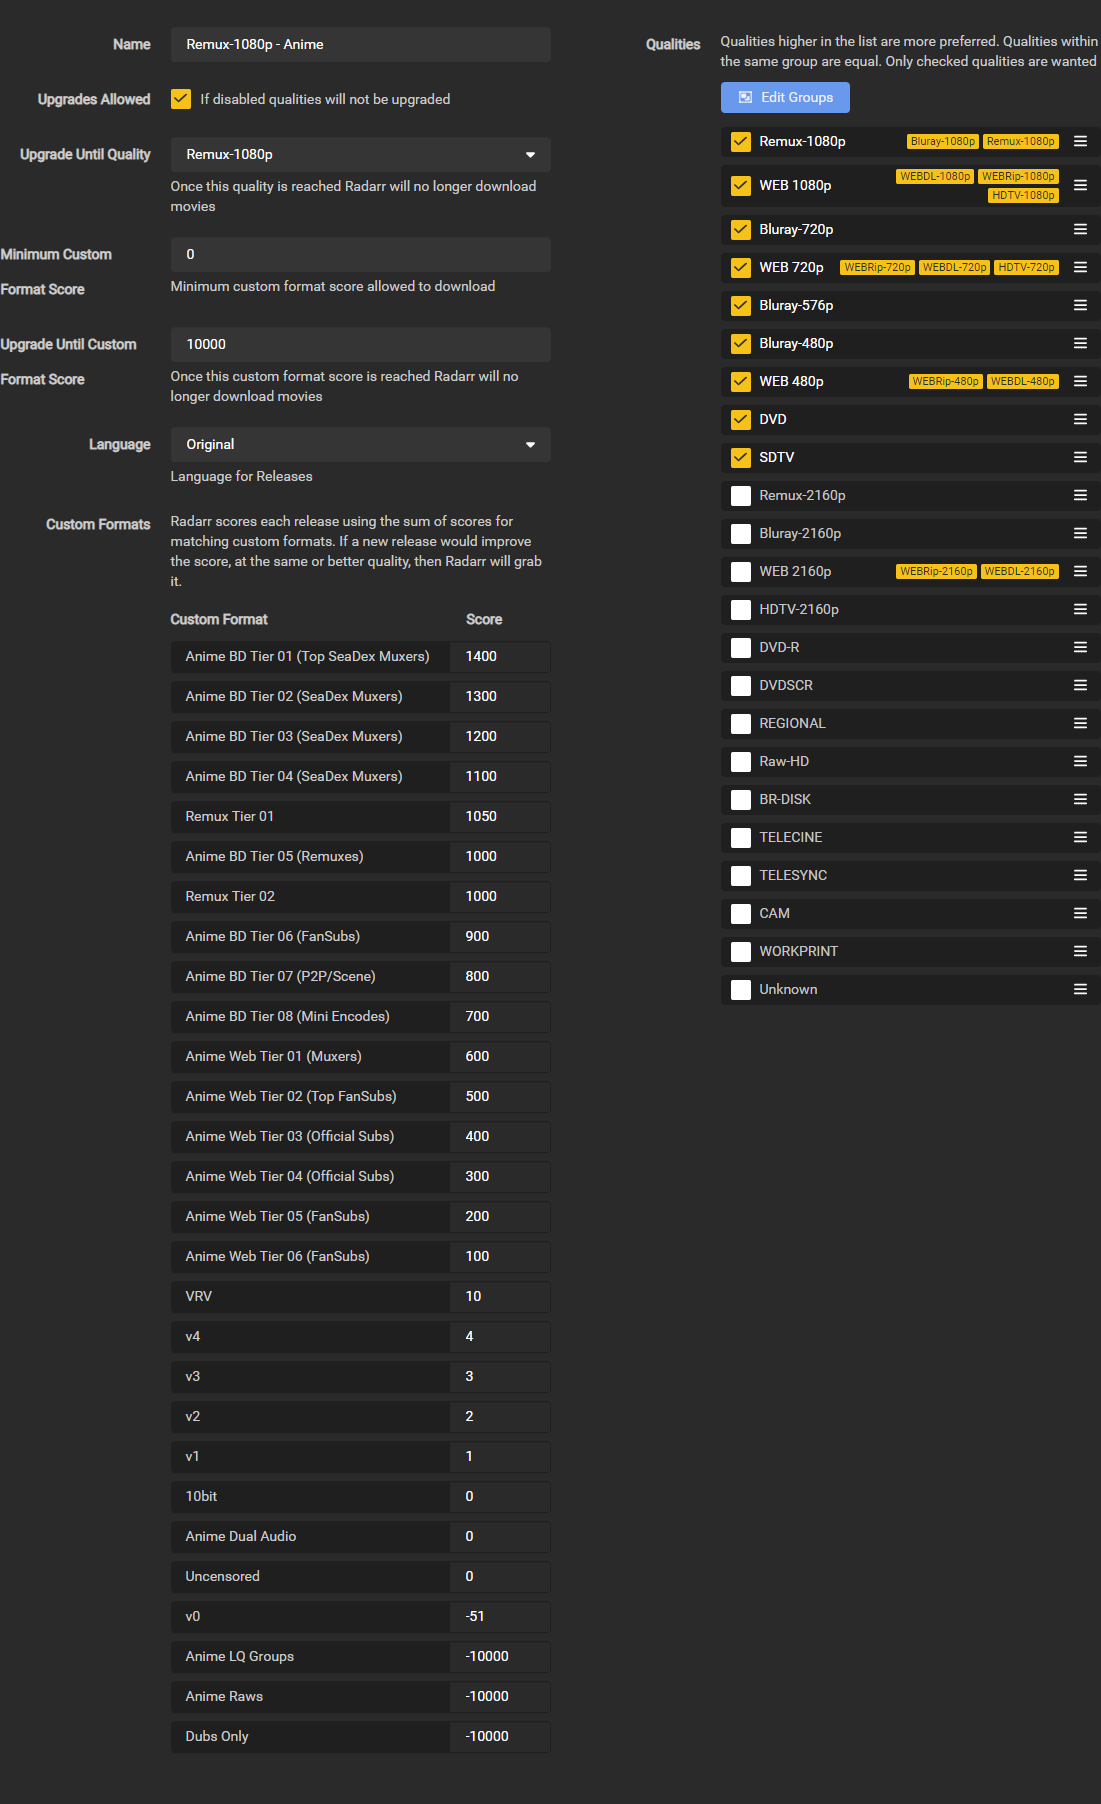 Name
Remux-1080p - Anime
Upgrades Allowed
If disabled qualities will not be upgraded
Upgrade Until Quality
Remux-1080p
Once this quality is reached Radarr will no longer download
movies
Minimum Custom
Format Score
0
Minimum custom format score allowed to download
Upgrade Until Custom
Format Score
10000
Once this custom format score is reached Radarr will no
longer download movies
Language
Original
Language for Releases
Custom Formats
Radarr scores each release using the sum of scores for
matching custom formats. If a new release would improve
the score, at the same or better quality, then Radarr will grab
it.
Custom Format Score
Anime BD Tier 01 (Top SeaDex Muxers) 1400
Anime BD Tier 02 (SeaDex Muxers) 1300
Anime BD Tier 03 (SeaDex Muxers) 1200
Anime BD Tier 04 (SeaDex Muxers) 1100
Remux Tier 01 1050
Anime BD Tier 05 (Remuxes) 1000
Remux Tier 02 1000
Anime BD Tier 06 (FanSubs) 900
Anime BD Tier 07 (P2P/Scene) 800
Anime BD Tier 08 (Mini Encodes) 700
Anime Web Tier 01 (Muxers) 600
Anime Web Tier 02 (Top FanSubs) 500
Anime Web Tier 03 (Official Subs) 400
Anime Web Tier 04 (Official Subs) 300
Anime Web Tier 05 (FanSubs) 200
Anime Web Tier 06 (FanSubs) 100
VRV 10
v4 4
v3 3
v2 2
v1 1
10bit 0
Anime Dual Audio 0
Uncensored 0
v0 -51
Anime LQ Groups -10000
Anime Raws -10000
Dubs Only -10000
Qualities
Qualities higher in the list are more preferred. Qualities within
the same group are equal. Only checked qualities are wanted
Edit Groups
Remux-1080p Bluray-1080p Remux-1080p
WEB 1080p WEBDL-1080p WEBRip-1080p
HDTV-1080p
Bluray-720p
WEB 720p WEBRip-720p WEBDL-720p HDTV-720p
Bluray-576p
Bluray-480p
WEB 480p WEBRip-480p WEBDL-480p
DVD
SDTV
Remux-2160p
Bluray-2160p
WEB 2160p WEBRip-2160p WEBDL-2160p
HDTV-2160p
DVD-R
DVDSCR
REGIONAL
Raw-HD
BR-DISK
TELECINE
TELESYNC
CAM
WORKPRINT
Unknown